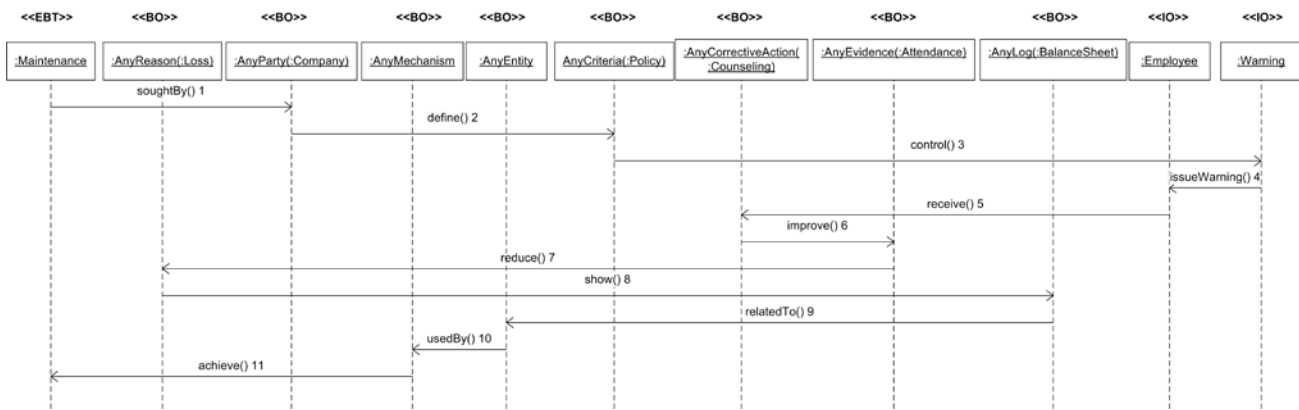 <<EBT>> <<BO>> <<BO>> <<BO>> <<BO>> <<BO>> <<BO>> <<BO>> <<BO>> <<IO>> <<IO>>
:Maintenance :AnyReason(:Loss) :AnyParty(:Company) :AnyMechanism :AnyEntity AnyCriteria(:Policy) :AnyCorrectiveAction( :AnyEvidence(:Attendance) :AnyLog(:BalanceSheet) :Employee :Warning
:Counseling)
soughtBy() 1
define() 2
control() 3
issueWarning() 4
receive() 5
improve() 6
reduce() 7
show() 8
relatedTo() 9
usedBy() 10
achieve() 11